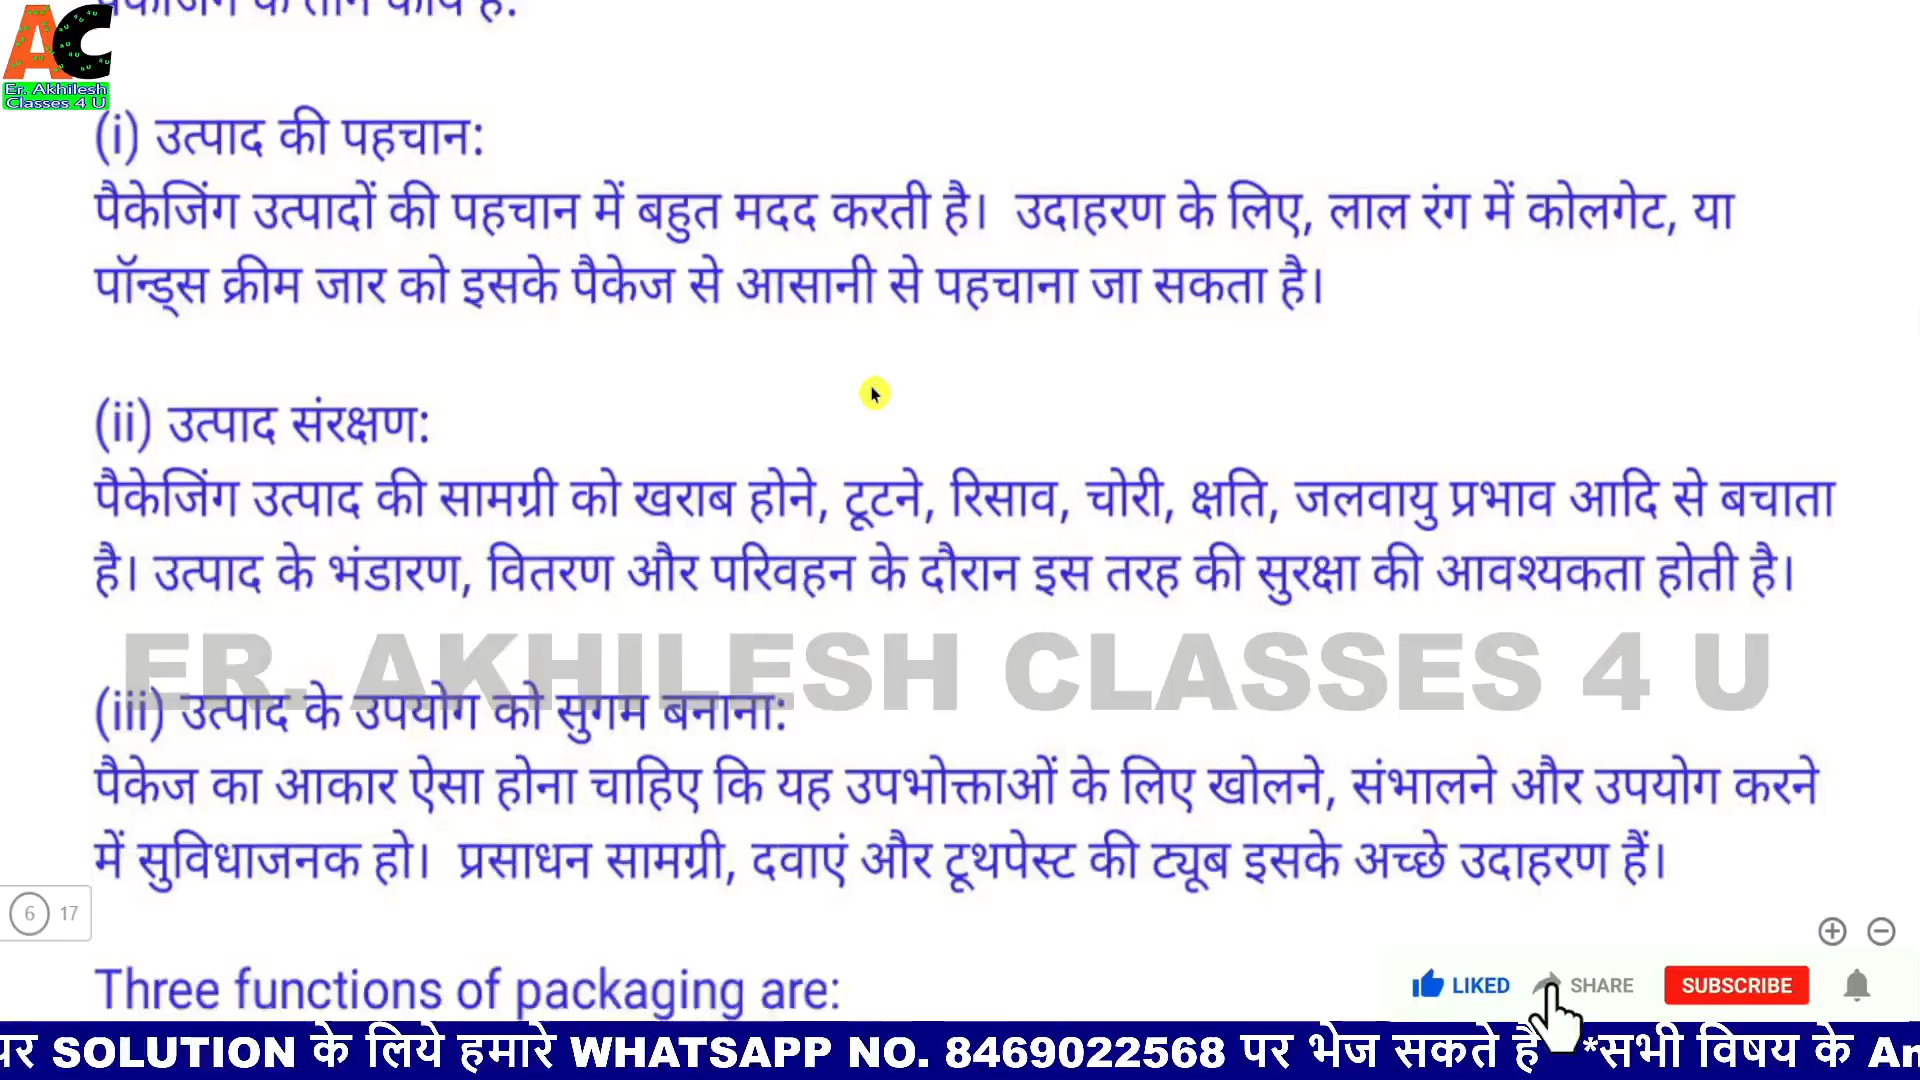 पैकेजिंग के तीन कार्य हैं:
AC
Er. Akhilesh
Classes 4 U
(i) उत्पाद की पहचान:
पैकेजिंग उत्पादों की पहचान में बहुत मदद करती है। उदाहरण के लिए, लाल रंग में कोलगेट, या
पॉन्ड्स क्रीम जार को इसके पैकेज से आसानी से पहचाना जा सकता है।
(ii) उत्पाद संरक्षण:
पैकेजिंग उत्पाद की सामग्री को खराब होने, टूटने, रिसाव, चोरी, क्षति, जलवायु प्रभाव आदि से बचाता
है। उत्पाद के भंडारण, वितरण और परिवहन के दौरान इस तरह की सुरक्षा की आवश्यकता होती है।
ER. AKHILESH CLASSES 4 U
(iii) उत्पाद के उपयोग को सुगम बनाना:
पैकेज का आकार ऐसा होना चाहिए कि यह उपभोक्ताओं के लिए खोलने, संभालने और उपयोग करने
में सुविधाजनक हो। प्रसाधन सामग्री, दवाएं और टूथपेस्ट की ट्यूब इसके अच्छे उदाहरण हैं।
6 17
Three functions of packaging are:
LIKED SHARE SUBSCRIBE
पर SOLUTION के लिये हमारे WHATSAPP NO. 8469022568 पर भेज सकते है *सभी विषय के An